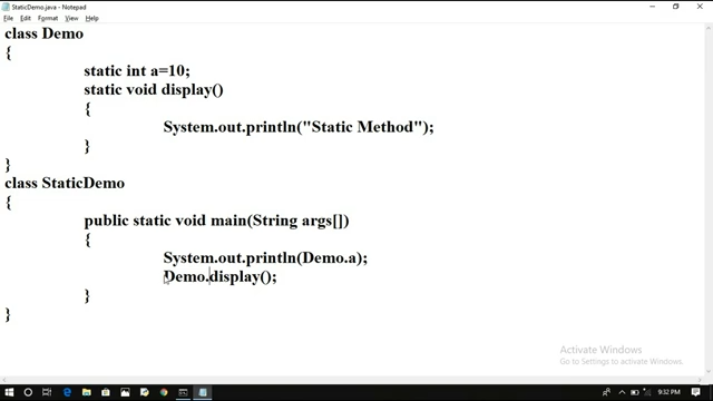 StaticDemo.java - Notepad
File Edit Format View Help
class Demo
{
static int a=10;
static void display()
{
System.out.println("Static Method");
}
}
class StaticDemo
{
public static void main(String args[])
{
System.out.println(Demo.a);
Demo.display();
}
}
Activate Windows
Go to Settings to activate Windows.
9:32 PM